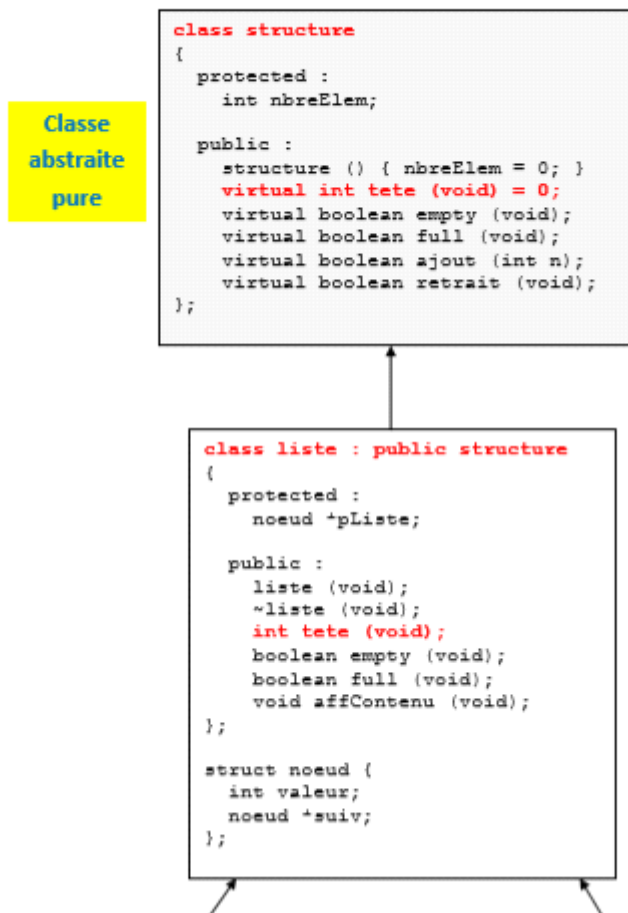 class structure
{
protected :
int nbreElem;
public :
structure () { nbreElem = 0; }
virtual int tete (void) = 0;
virtual boolean empty (void);
virtual boolean full (void);
virtual boolean ajout (int n);
virtual boolean retrait (void);
};
Classe
abstraite
pure
class liste : public structure
{
protected :
noeud *pListe;
public :
liste (void);
~liste (void);
int tete (void);
boolean empty (void);
boolean full (void);
void affContenu (void);
};
struct noeud {
int valeur;
noeud *suiv;
};